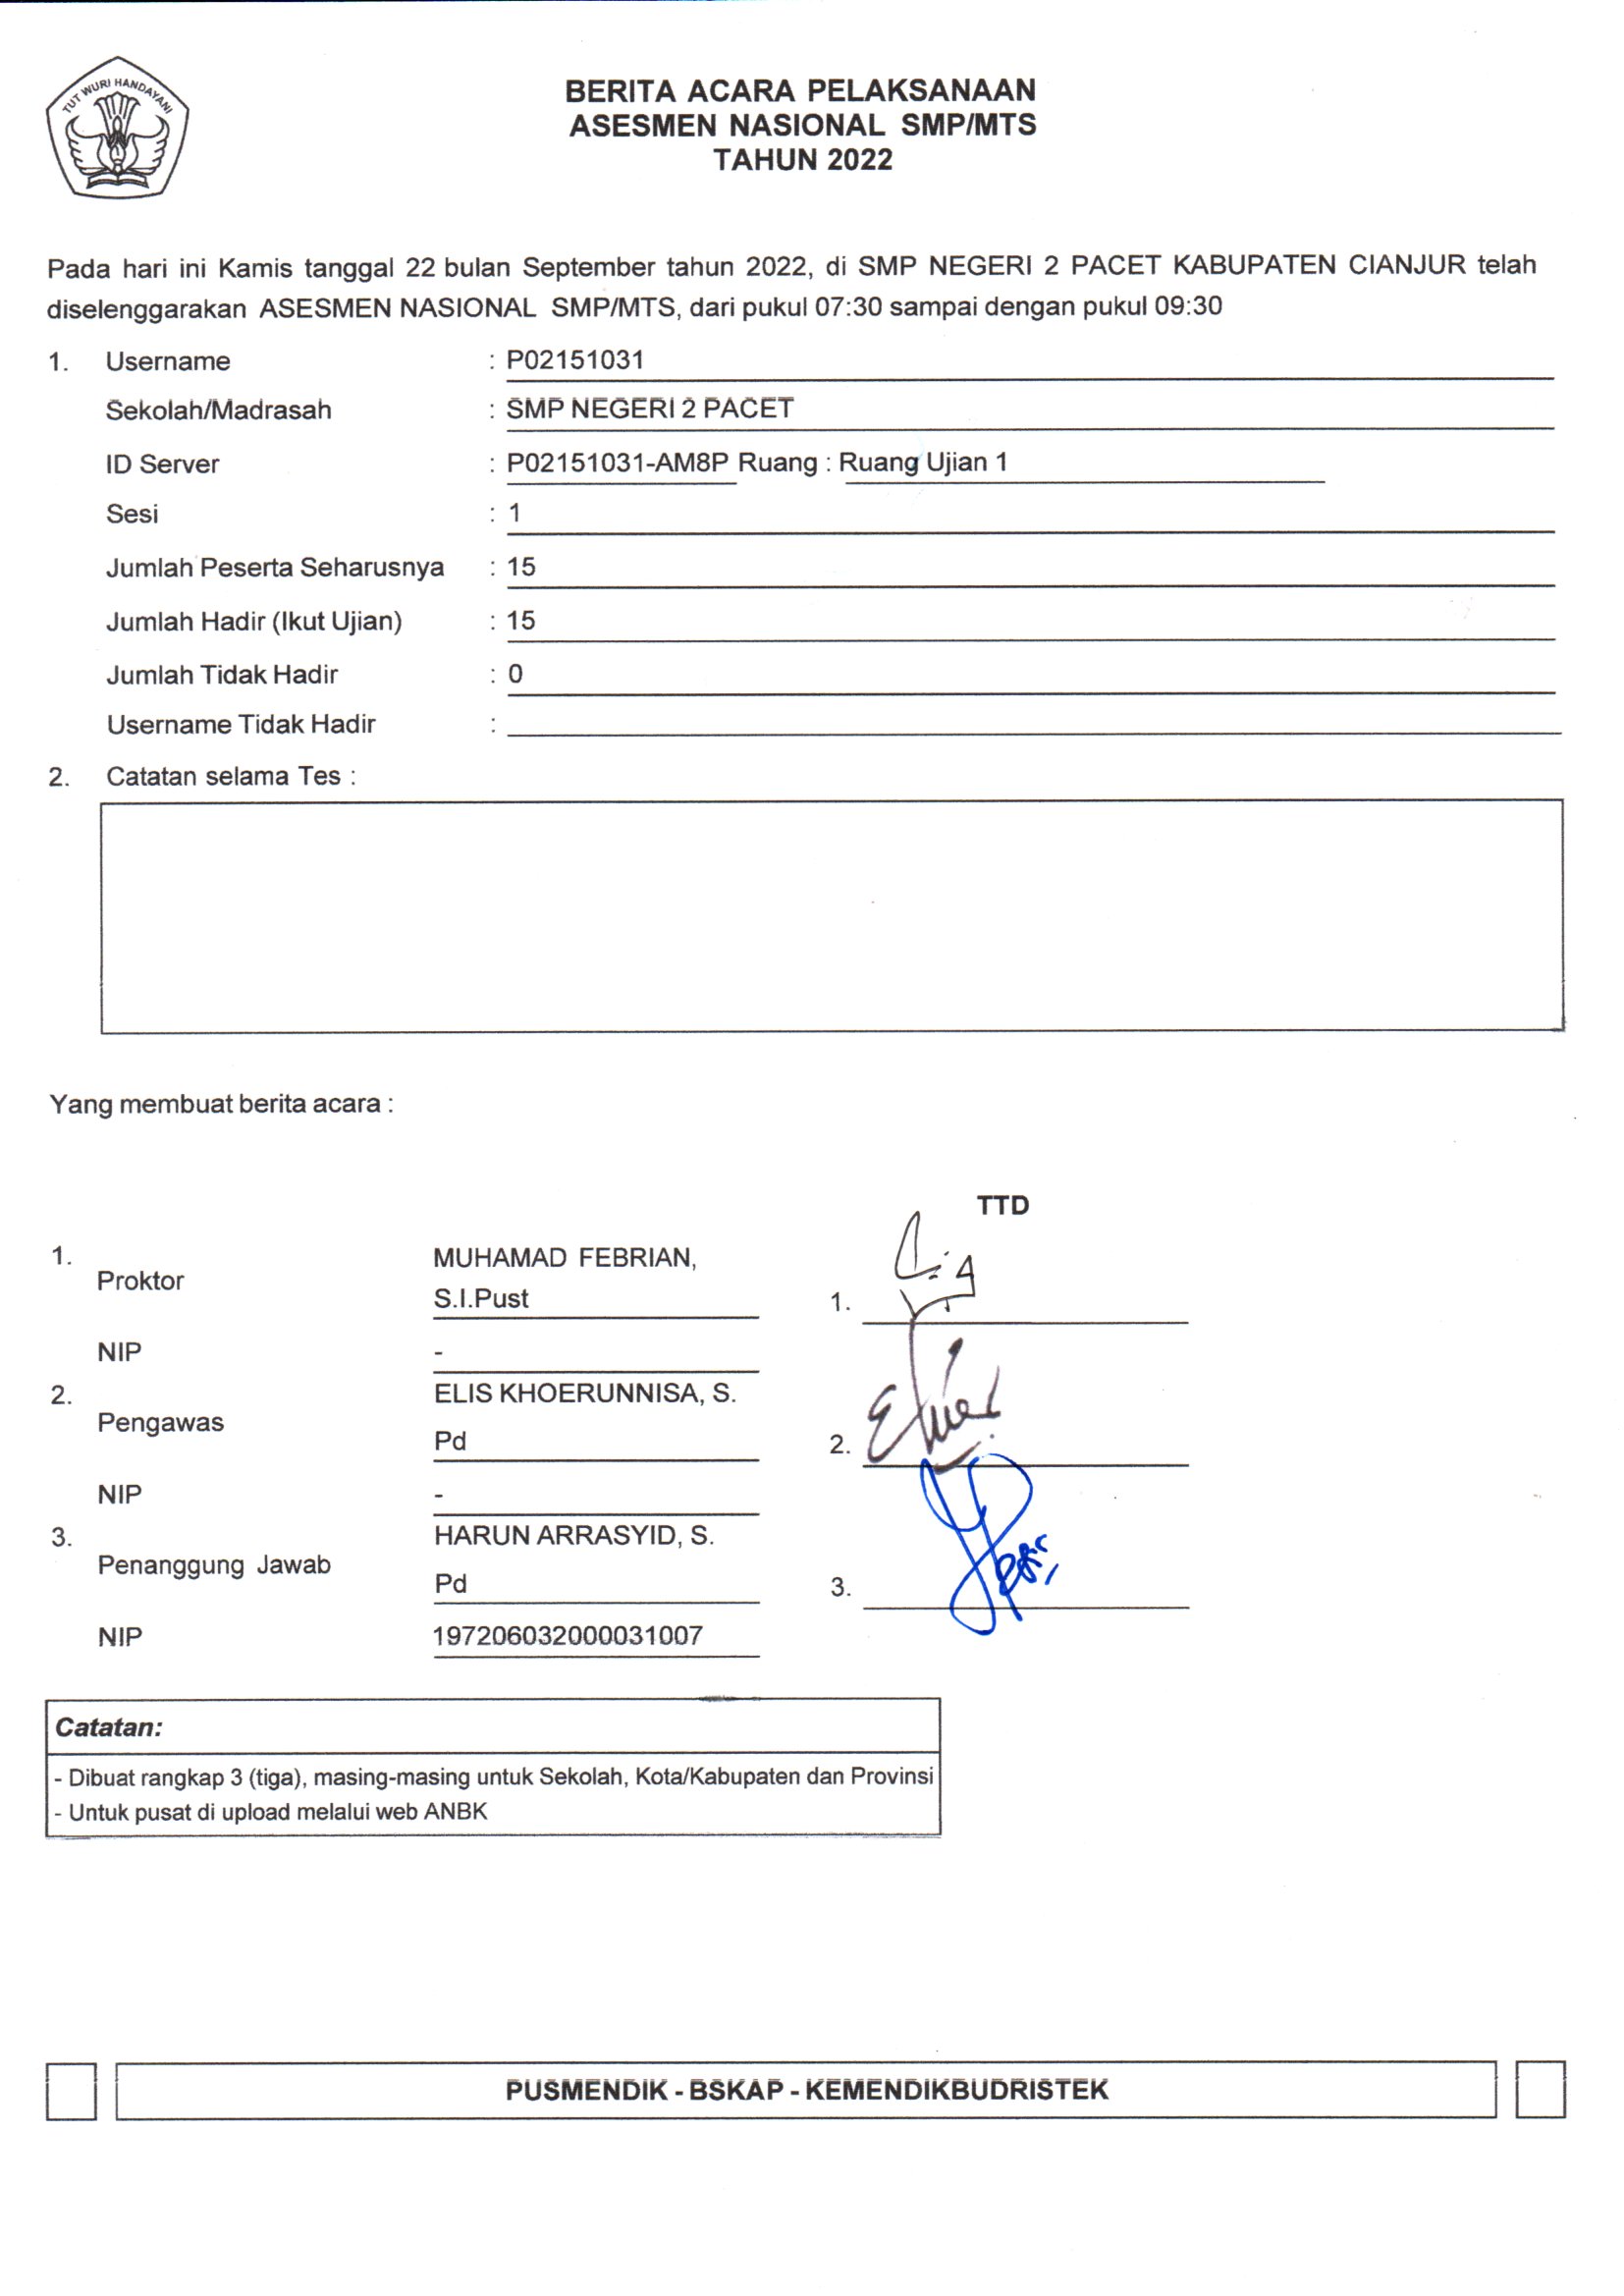 TUT WURI HANDAYANI
BERITA ACARA PELAKSANAAN
ASESMEN NASIONAL SMP/MTS
TAHUN 2022
Pada hari ini Kamis tanggal 22 bulan September tahun 2022, di SMP NEGERI 2 PACET KABUPATEN CIANJUR telah
diselenggarakan ASESMEN NASIONAL SMP/MTS, dari pukul 07:30 sampai dengan pukul 09:30
1. Username : P02151031
Sekolah/Madrasah : SMP NEGERI 2 PACET
ID Server : P02151031-AM8P Ruang : Ruang Ujian 1
Sesi : 1
Jumlah Peserta Seharusnya : 15
Jumlah Hadir (Ikut Ujian) : 15
Jumlah Tidak Hadir : 0
Username Tidak Hadir :
2. Catatan selama Tes :
Yang membuat berita acara :
TTD
1. Proktor MUHAMAD FEBRIAN,
S.I.Pust 1.
NIP -
2. Pengawas ELIS KHOERUNNISA, S.
Pd 2.
NIP -
3. Penanggung Jawab HARUN ARRASYID, S.
Pd 3.
NIP 197206032000031007
Catatan:
- Dibuat rangkap 3 (tiga), masing-masing untuk Sekolah, Kota/Kabupaten dan Provinsi
- Untuk pusat di upload melalui web ANBK
PUSMENDIK - BSKAP - KEMENDIKBUDRISTEK